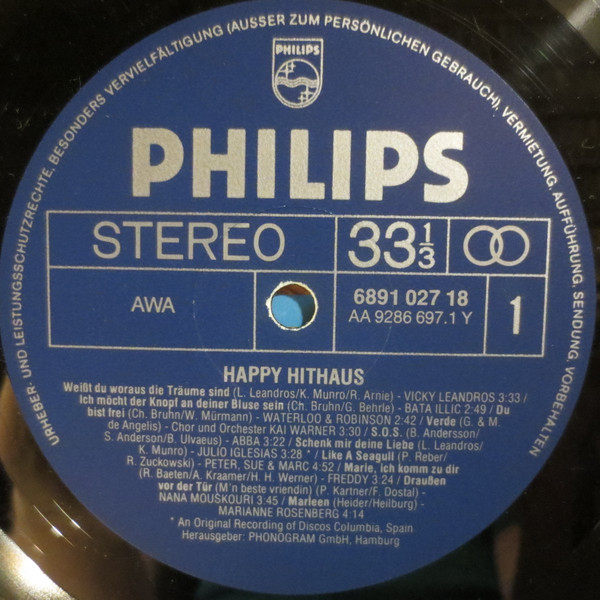 URHEBER- UND LEISTUNGSSCHUTZRECHTE, BESONDERS VERVIELFÄLTIGUNG (AUSSER ZUM PERSÖNLICHEN GEBRAUCH), VERMIETUNG, AUFFÜHRUNG, SENDUNG, VORBEHALTEN
PHILIPS
PHILIPS
STEREO
33 1/3
AWA
6891 027 18
AA 9286 697.1 Y
1
HAPPY HITHAUS
Weißt du woraus die Träume sind (L. Leandros/K. Munro/R. Arnie) - VICKY LEANDROS 3:33 /
Ich möcht der Knopf an deiner Bluse sein (Ch. Bruhn/G. Behrle) - BATA ILLIC 2:49 / Du
bist frei (Ch. Bruhn/W. Mürmann) - WATERLOO & ROBINSON 2:42 / Verde (G. & M.
de Angelis) - Chor und Orchester KAI WARNER 3:30 / S.O.S. (B. Andersson/
S. Anderson/B. Ulvaeus) - ABBA 3:22 / Schenk mir deine Liebe (L. Leandros/
K. Munro) - JULIO IGLESIAS 3:28 * / Like A Seagull (P. Reber/
R. Zuckowski) - PETER, SUE & MARC 4:52 / Marie, ich komm zu dir
(R. Baeten/A. Kraamer/H. H. Werner) - FREDDY 3:24 / Draußen
vor der Tür (M'n beste vriendin) (P. Kartner/F. Dostal) -
NANA MOUSKOURI 3:45 / Marleen (Heider/Heilburg) -
MARIANNE ROSENBERG 4:14
* An Original Recording of Discos Columbia, Spain
Herausgeber: PHONOGRAM GmbH. Hamburg